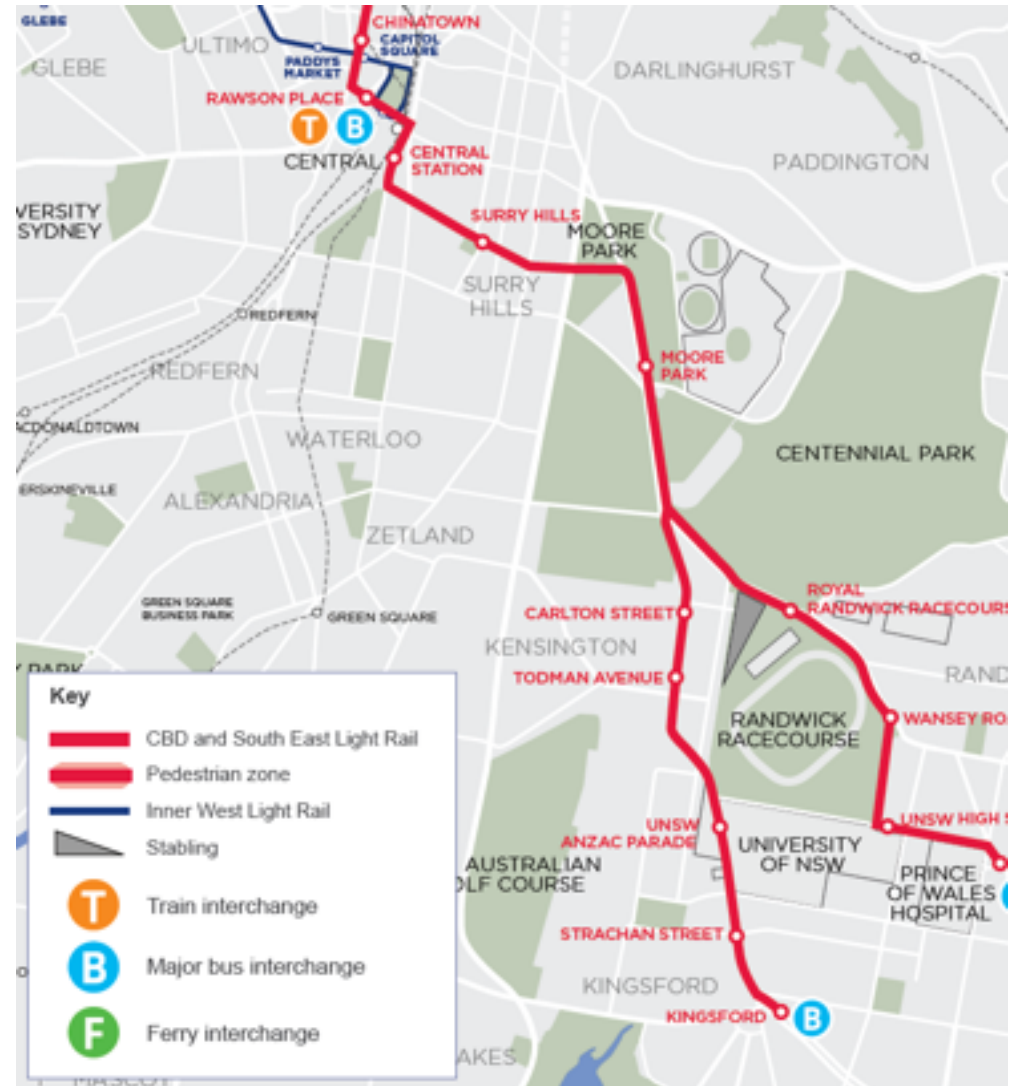 GLEBE
CHINATOWN
ULTIMO
CAPITOL
SQUARE
PADDYS
MARKET
GLEBE
DARLINGHURST
RAWSON PLACE
T B
CENTRAL
CENTRAL
STATION
PADDINGTON
VERSITY
SYDNEY
SURRY HILLS
MOORE
PARK
SURRY
HILLS
REDFERN
MOORE
PARK
REDFERN
ACDONALDTOWN
WATERLOO
CENTENNIAL PARK
ERSKINEVILLE
ALEXANDRIA
ZETLAND
GREEN SQUARE
BUSINESS PARK
GREEN SQUARE
CARLTON STREET
ROYAL
RANDWICK RACECOURS
KENSINGTON
Y PARK
TODMAN AVENUE
RAND
RANDWICK
RACECOURSE
WANSEY RO
UNSW
ANZAC PARADE
UNSW HIGH S
UNIVERSITY
OF NSW
AUSTRALIAN
OLF COURSE
PRINCE
OF WALES
HOSPITAL
STRACHAN STREET
KINGSFORD
KINGSFORD
B
AKES
MASCOT
Key
CBD and South East Light Rail
Pedestrian zone
Inner West Light Rail
Stabling
T Train interchange
B Major bus interchange
F Ferry interchange